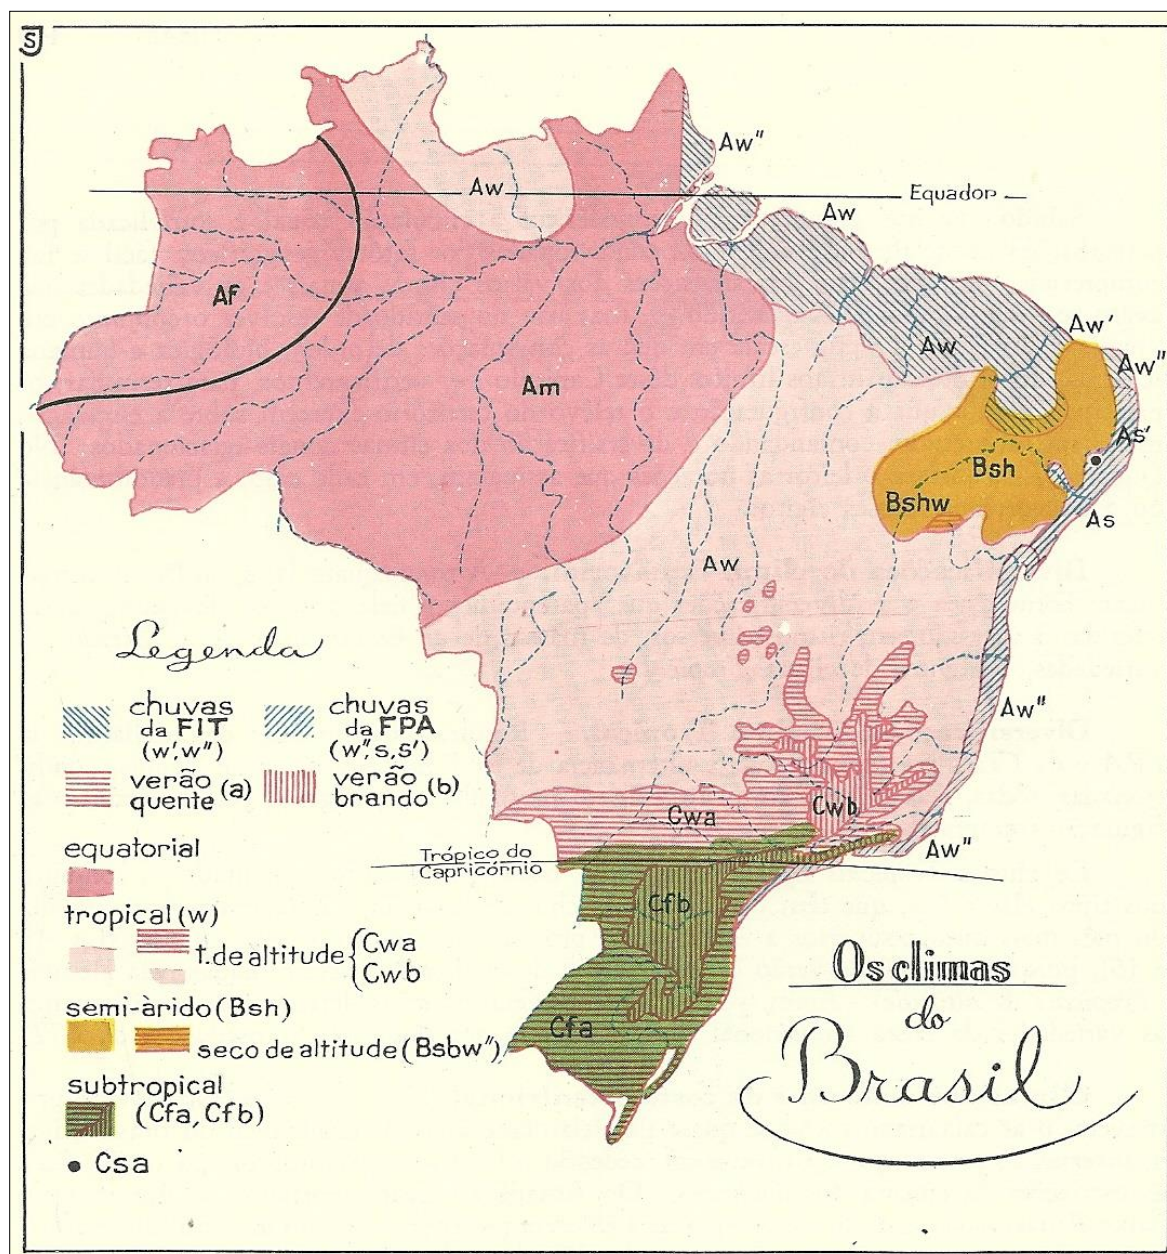 SJ
Aw"
Aw
Equador
Aw
Af
Aw'
Aw'
Aw"
Am
As'
Bsh
Bshw
As
Aw
Legenda
chuvas da FIT (w', w")
chuvas da FPA (w", s, s')
verão quente (a)
verão brando (b)
Aw"
Cwa
Cwb
equatorial
Trópico do
Capricórnio
Aw"
tropical (w)
t. de altitude { Cwa
Cwb
Cfb
semi-àrido (Bsh)
seco de altitude (Bsbw")
Cfa
subtropical
(Cfa, Cfb)
• Csa
Os climas
do
Brasil